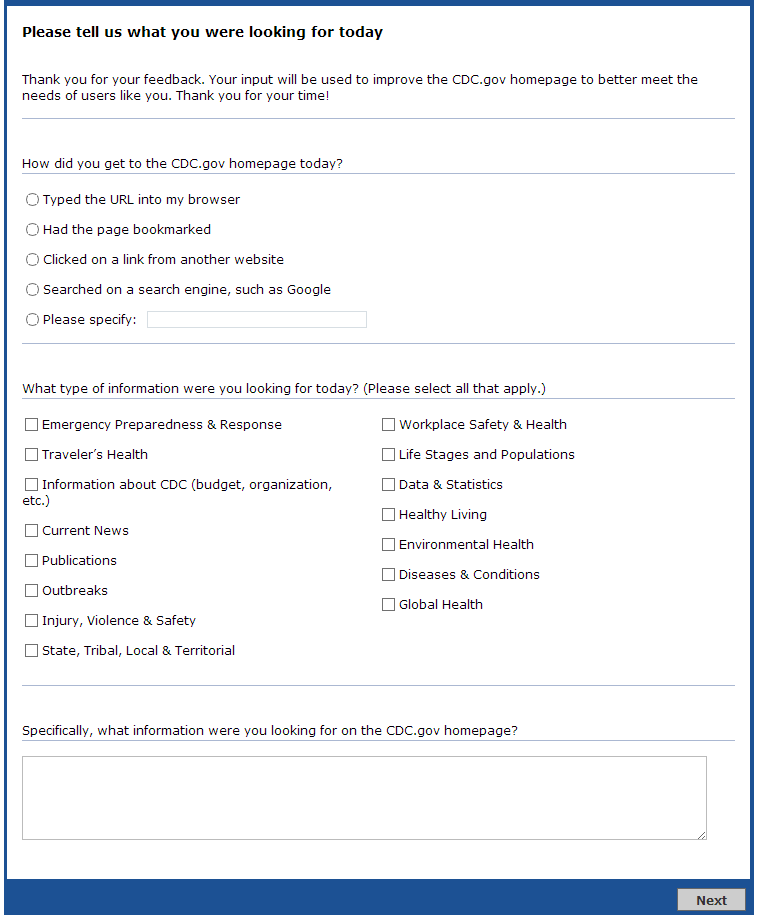 Please tell us what you were looking for today
Thank you for your feedback. Your input will be used to improve the CDC.gov homepage to better meet the
needs of users like you. Thank you for your time!
How did you get to the CDC.gov homepage today?
Typed the URL into my browser
Had the page bookmarked
Clicked on a link from another website
Searched on a search engine, such as Google
Please specify:
What type of information were you looking for today? (Please select all that apply.)
Emergency Preparedness & Response
Traveler’s Health
Information about CDC (budget, organization,
etc.)
Current News
Publications
Outbreaks
Injury, Violence & Safety
State, Tribal, Local & Territorial
Workplace Safety & Health
Life Stages and Populations
Data & Statistics
Healthy Living
Environmental Health
Diseases & Conditions
Global Health
Specifically, what information were you looking for on the CDC.gov homepage?
Next